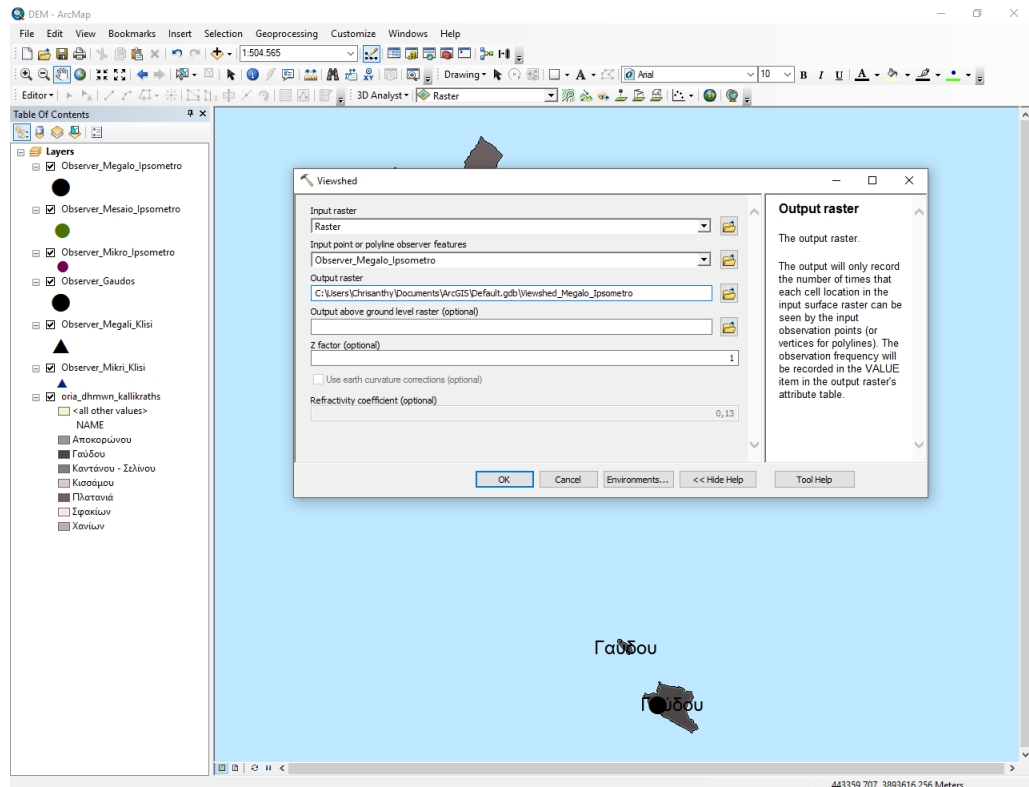 DEM - ArcMap
File Edit View Bookmarks Insert Selection Geoprocessing Customize Windows Help
1:504.565
Drawing
A
Arial
10
B I U A
Editor
3D Analyst
Raster
Table Of Contents
Layers
Observer_Megalo_Ipsometro
Observer_Mesaio_Ipsometro
Observer_Mikro_Ipsometro
Observer_Gaudos
Observer_Megali_Klisi
Observer_Mikri_Klisi
oria_dhmwn_kallikraths
<all other values>
NAME
Αποκορώνου
Γαύδου
Καντάνου - Σελίνου
Κισσάμου
Πλατανιά
Σφακίων
Χανίων
Viewshed
Input raster
Raster
Input point or polyline observer features
Observer_Megalo_Ipsometro
Output raster
C:\Users\Chrisanthy\Documents\ArcGIS\Default.gdb\Viewshed_Megalo_Ipsometro
Output above ground level raster (optional)
Z factor (optional)
1
Use earth curvature corrections (optional)
Refractivity coefficient (optional)
0,13
OK
Cancel
Environments...
<< Hide Help
Tool Help
Output raster
The output raster.
The output will only record
the number of times that
each cell location in the
input surface raster can be
seen by the input
observation points (or
vertices for polylines). The
observation frequency will
be recorded in the VALUE
item in the output raster's
attribute table.
Γαύδου
Γαύδου
443359,707 3893616,256 Meters